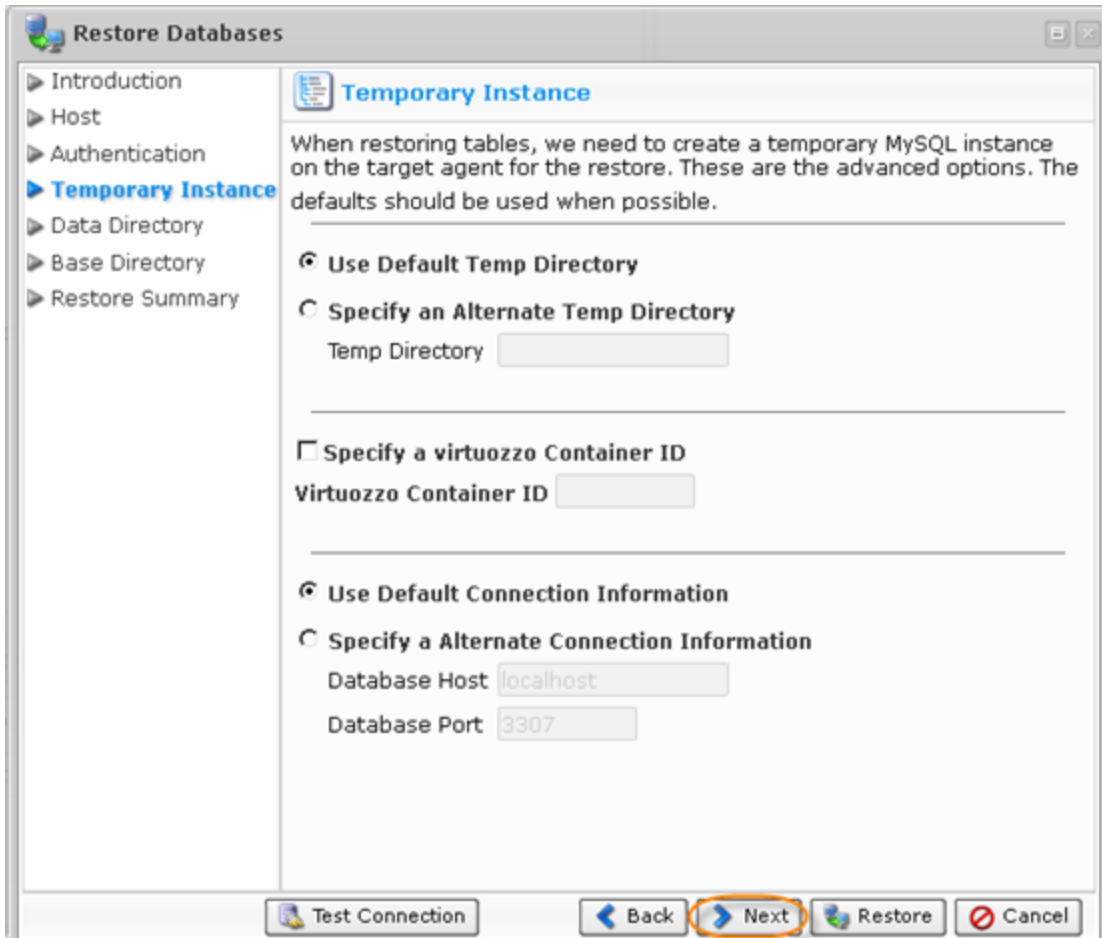 Restore Databases
Introduction
Host
Authentication
Temporary Instance
Data Directory
Base Directory
Restore Summary
Temporary Instance
When restoring tables, we need to create a temporary MySQL instance
on the target agent for the restore. These are the advanced options. The
defaults should be used when possible.
Use Default Temp Directory
Specify an Alternate Temp Directory
Temp Directory
Specify a virtuozzo Container ID
Virtuozzo Container ID
Use Default Connection Information
Specify a Alternate Connection Information
Database Host localhost
Database Port 3307
Test Connection Back Next Restore Cancel